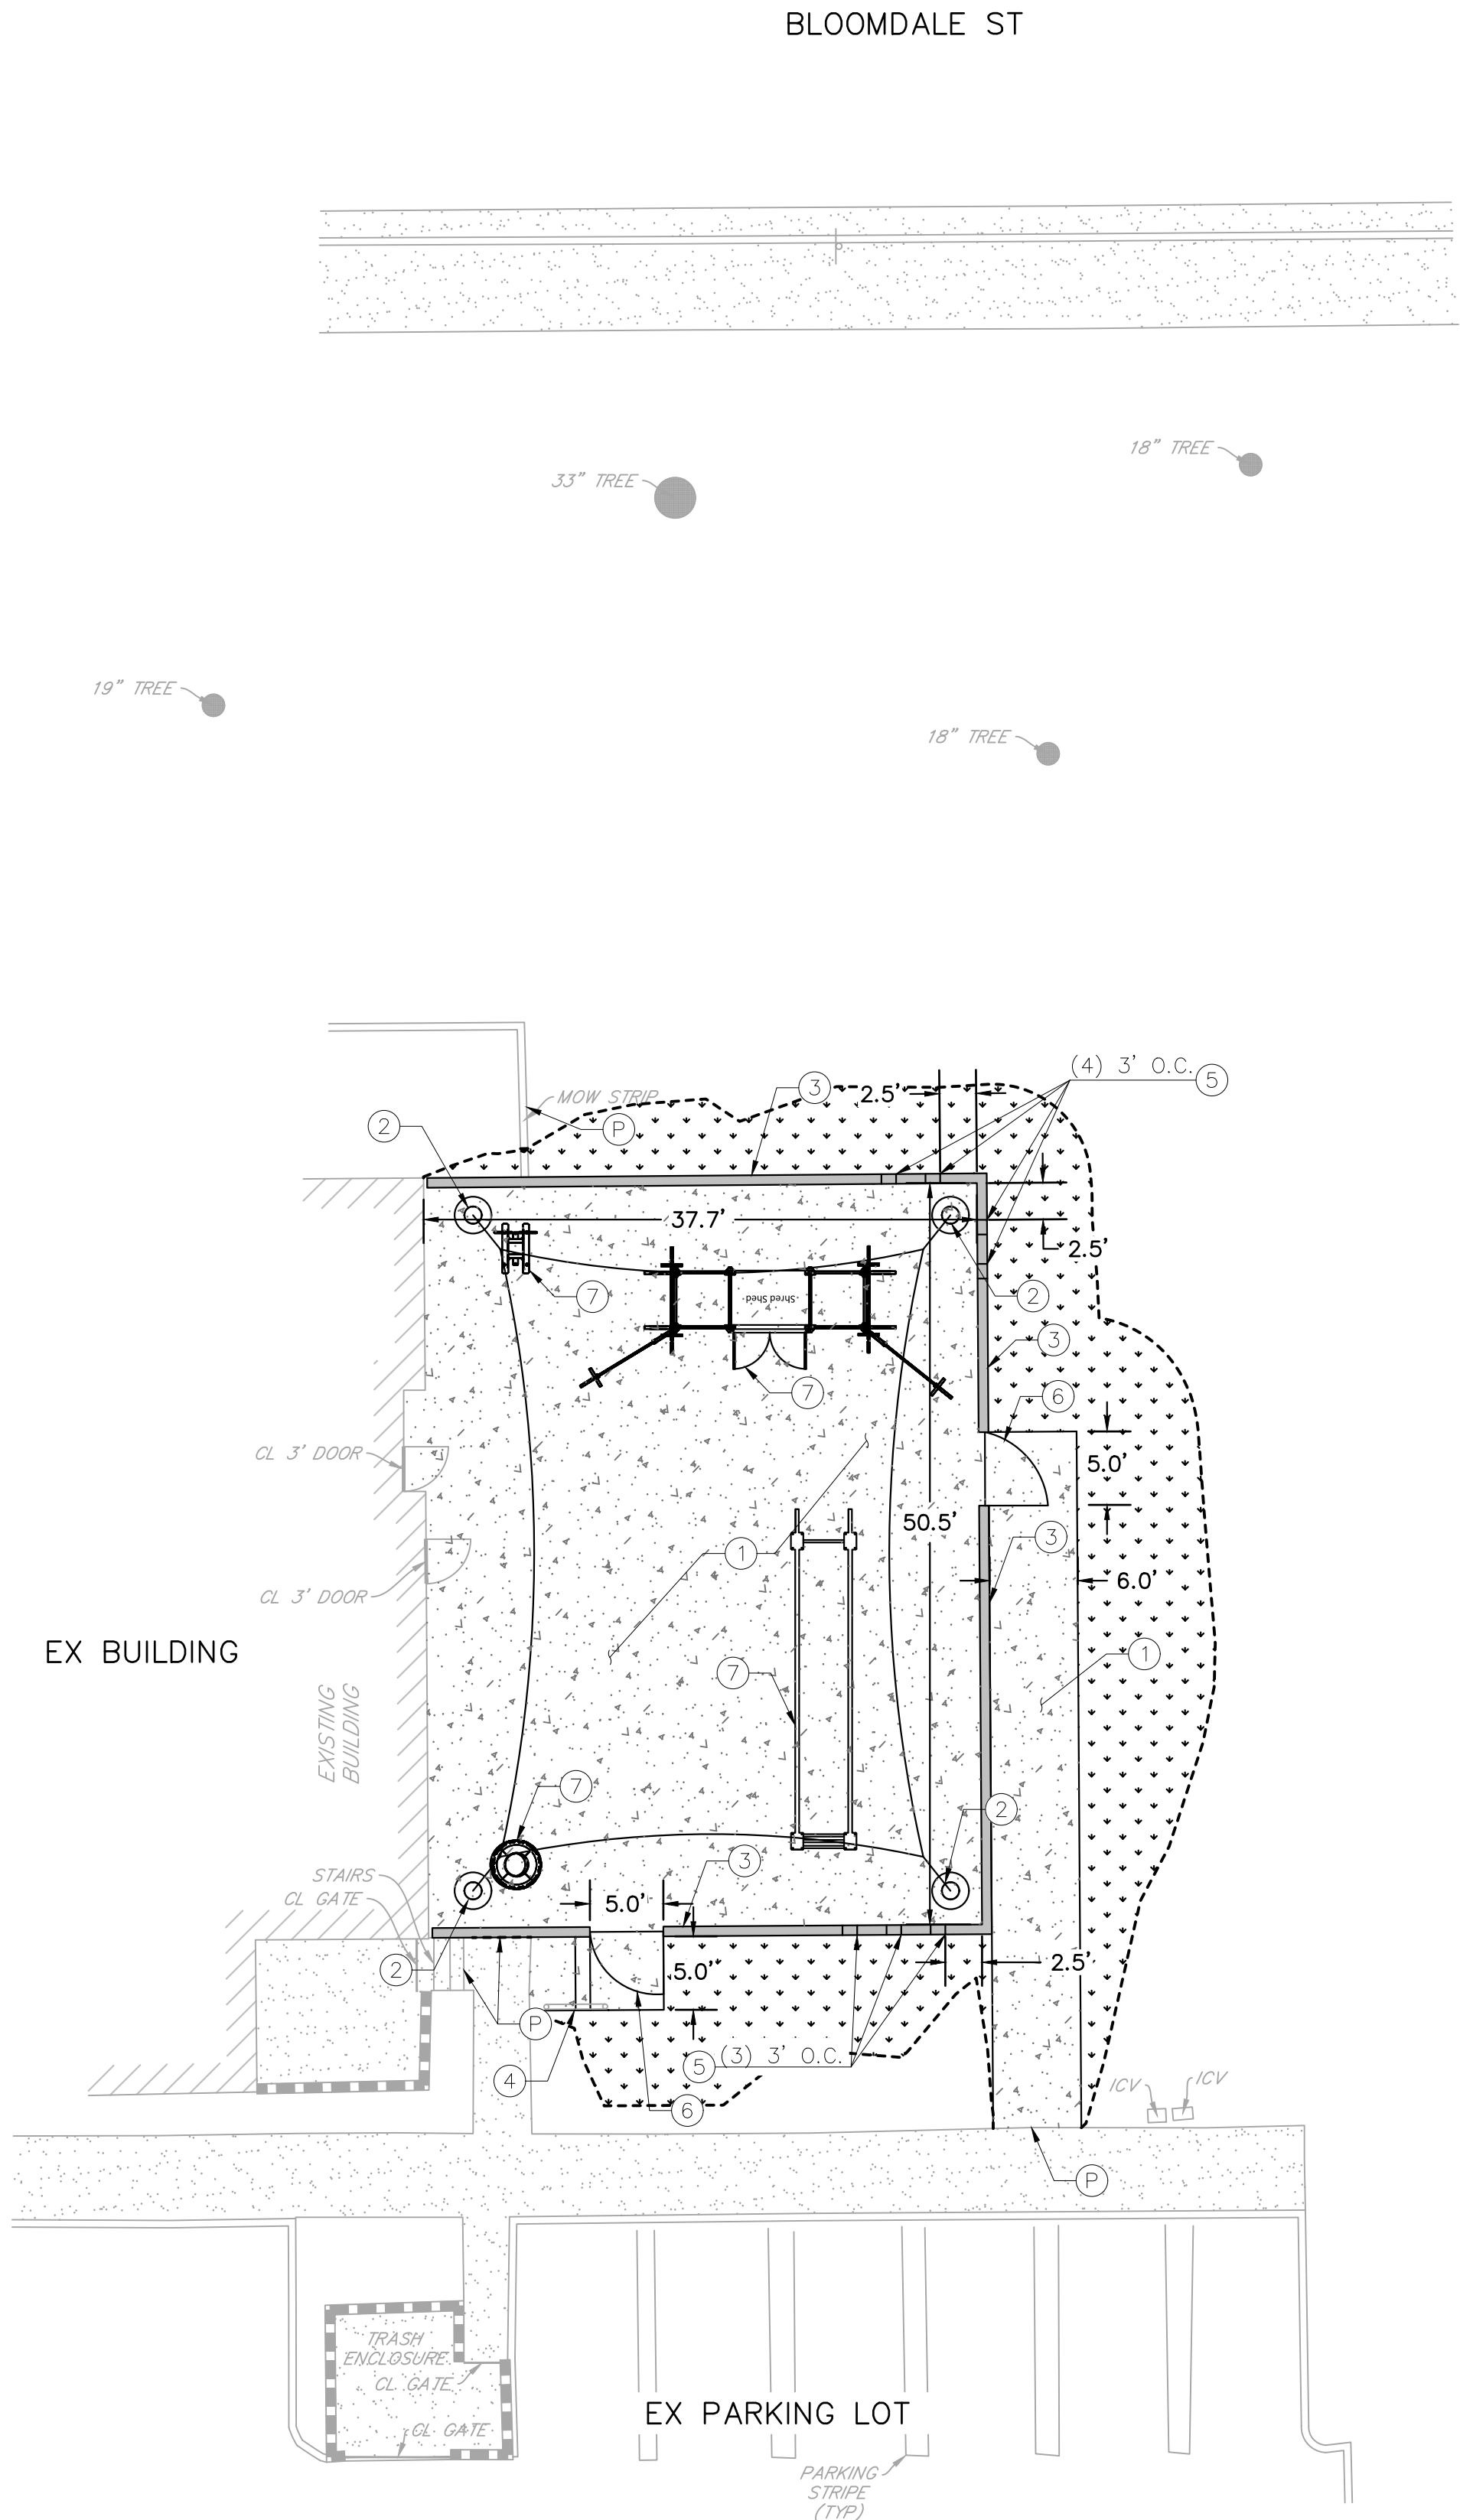 BLOOMDALE ST
18" TREE
33" TREE
19" TREE
18" TREE
(4) 3' O.C.
5
3
2.5'
MOW STRIP
2
P
37.7'
2.5'
7
Shred Shed
2
3
7
6
CL 3' DOOR
5.0'
50.5'
3
1
6.0'
CL 3' DOOR
EX BUILDING
1
7
EXISTING
BUILDING
7
2
3
STAIRS
CL GATE
5.0'
2
5.0'
2.5'
P
(3) 3' O.C.
5
4
6
ICV
ICV
P
TRASH
ENCLOSURE
CL GATE
EX PARKING LOT
CL GATE
PARKING
STRIPE
(TYP)